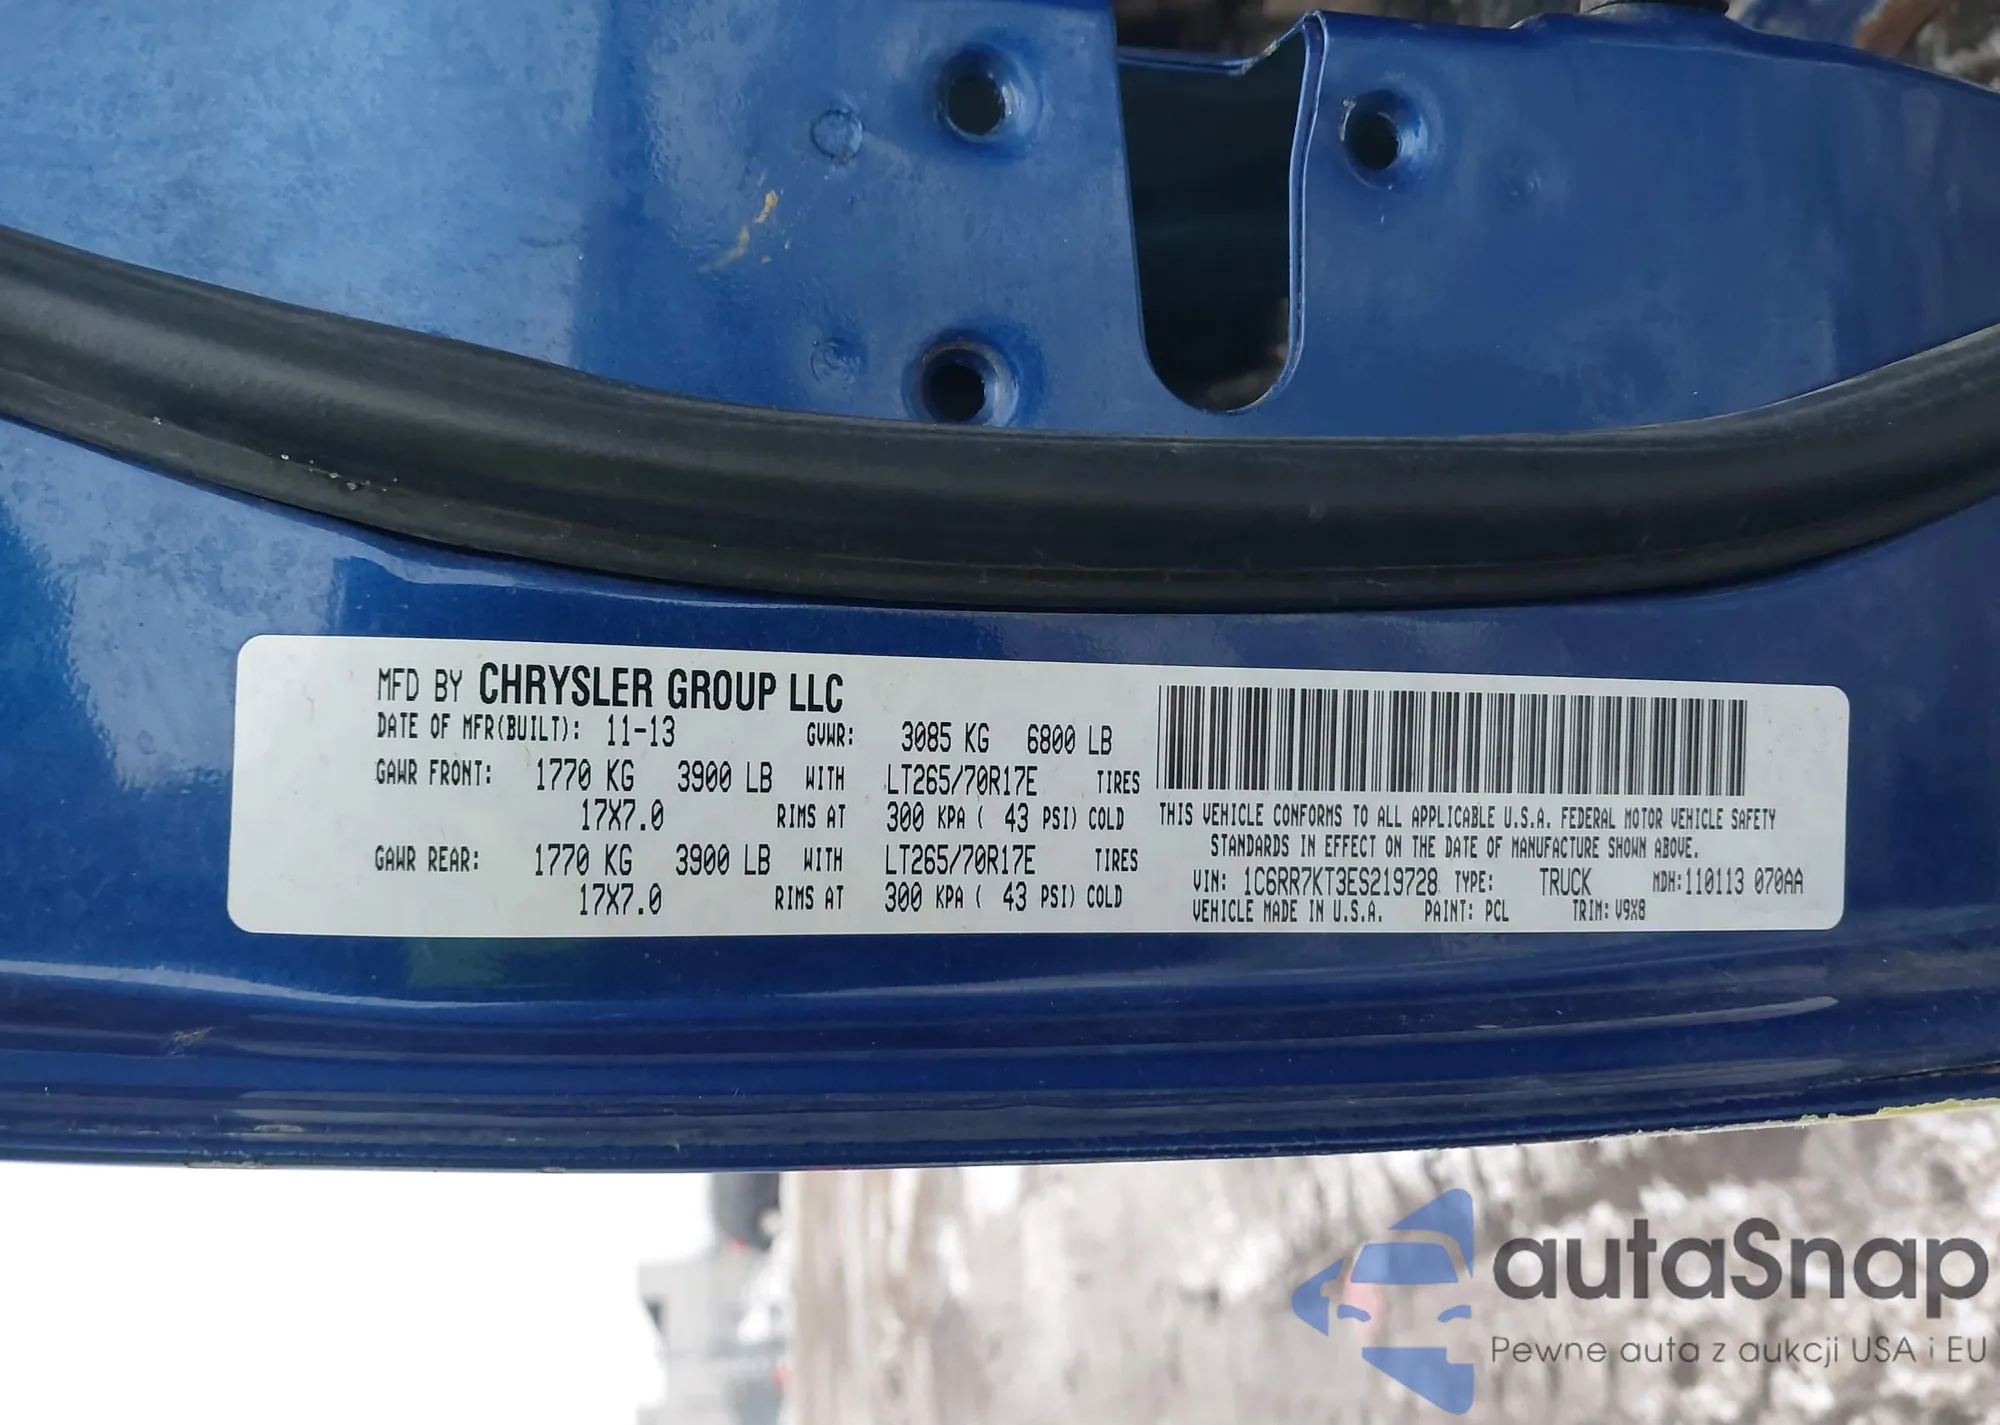 MFD BY CHRYSLER GROUP LLC
DATE OF MFR(BUILT): 11-13 GVWR: 3085 KG 6800 LB
GAWR FRONT: 1770 KG 3900 LB WITH LT265/70R17E TIRES
17X7.0 RIMS AT 300 KPA ( 43 PSI) COLD
GAWR REAR: 1770 KG 3900 LB WITH LT265/70R17E TIRES
17X7.0 RIMS AT 300 KPA ( 43 PSI) COLD
THIS VEHICLE CONFORMS TO ALL APPLICABLE U.S.A. FEDERAL MOTOR VEHICLE SAFETY
STANDARDS IN EFFECT ON THE DATE OF MANUFACTURE SHOWN ABOVE.
VIN: 1C6RR7KT3ES219728 TYPE: TRUCK MDH:110113 070AA
VEHICLE MADE IN U.S.A. PAINT: PCL TRIM: V9X8
autaSnap
Pewne auta z aukcji USA i EU